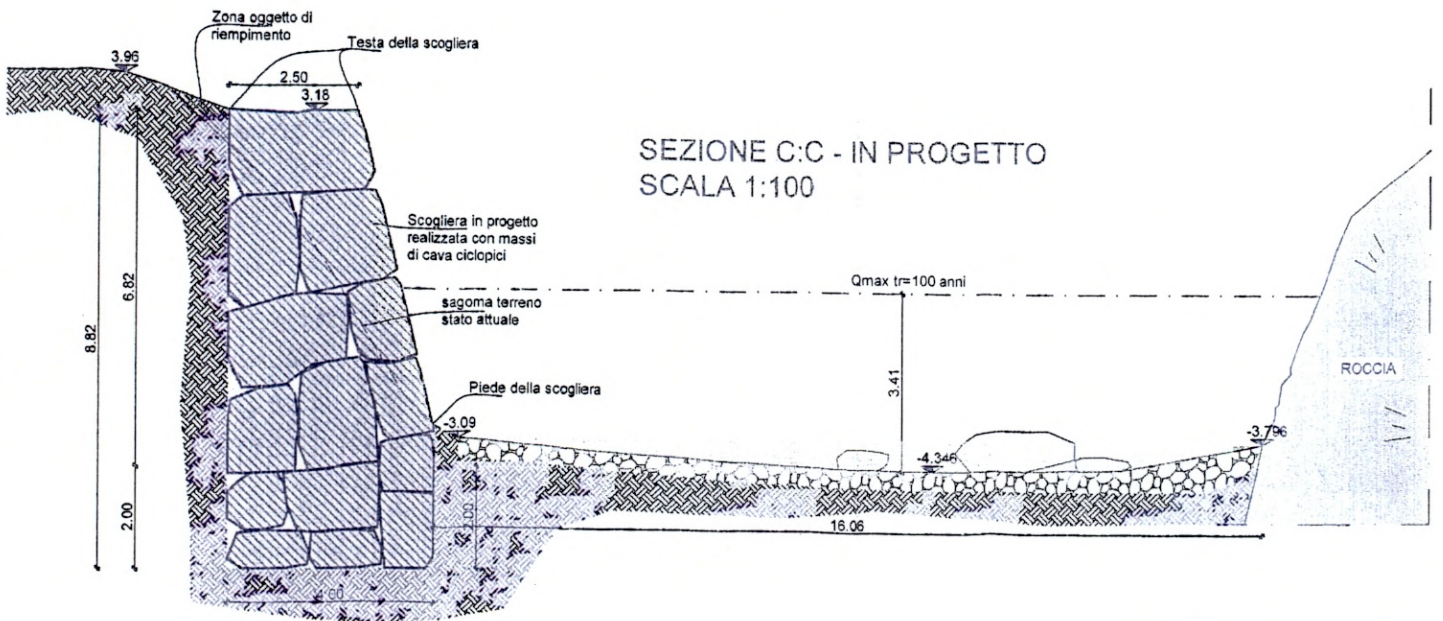 Zona oggetto di
riempimento
Testa della scogliera
3.96
2.50
3.18
SEZIONE C:C - IN PROGETTO
SCALA 1:100
Scogliera in progetto
realizzata con massi
di cava ciclopici
Qmax tr=100 anni
sagoma terreno
stato attuale
6.82
8.82
3.41
ROCCIA
Piede della scogliera
-3.09
-3.796
-4.346
2.00
2.00
16.06